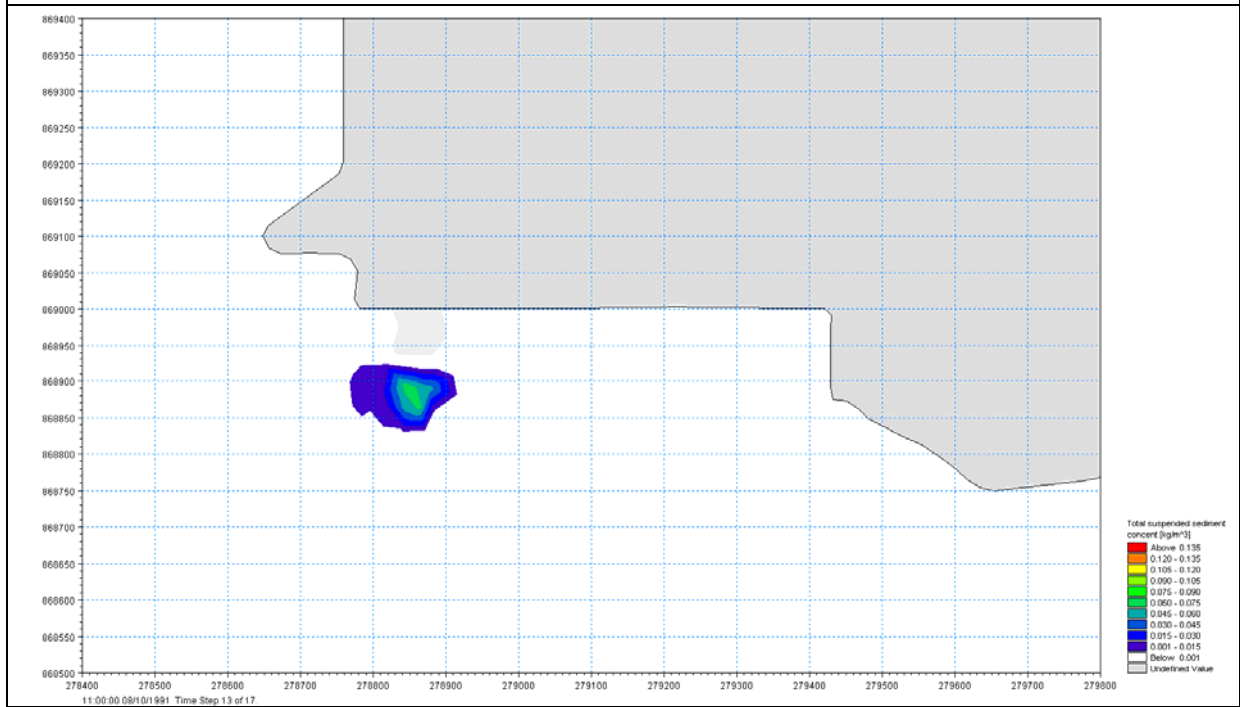 869400
869350
869300
869250
869200
869150
869100
869050
869000
868950
868900
868850
868800
868750
868700
868650
868600
868550
868500
278400 278500 278600 278700 278800 278900 279000 279100 279200 279300 279400 279500 279600 279700 279800
11:00:00 08/10/1991 Time Step 13 of 17.
Total suspended sediment
concent [kg/m^3]
Above 0.135
0.120 - 0.135
0.105 - 0.120
0.090 - 0.105
0.075 - 0.090
0.060 - 0.075
0.045 - 0.060
0.030 - 0.045
0.015 - 0.030
0.001 - 0.015
Below 0.001
Undefined Value